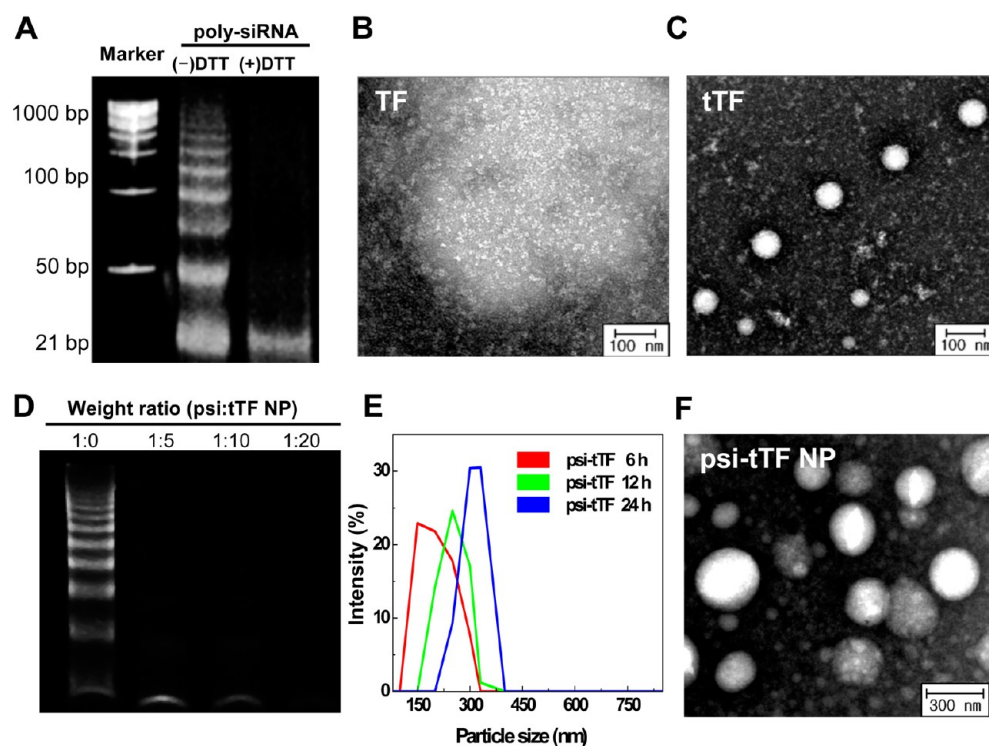 A
poly-siRNA
Marker
(−)DTT (+)DTT
1000 bp
100 bp
50 bp
21 bp
B
TF
100 nm
C
tTF
100 nm
D
Weight ratio (psi:tTF NP)
1:0 1:5 1:10 1:20
E
psi-tTF 6 h
psi-tTF 12 h
psi-tTF 24 h
30
20
10
0
Intensity (%)
150 300 450 600 750
Particle size (nm)
F
psi-tTF NP
300 nm